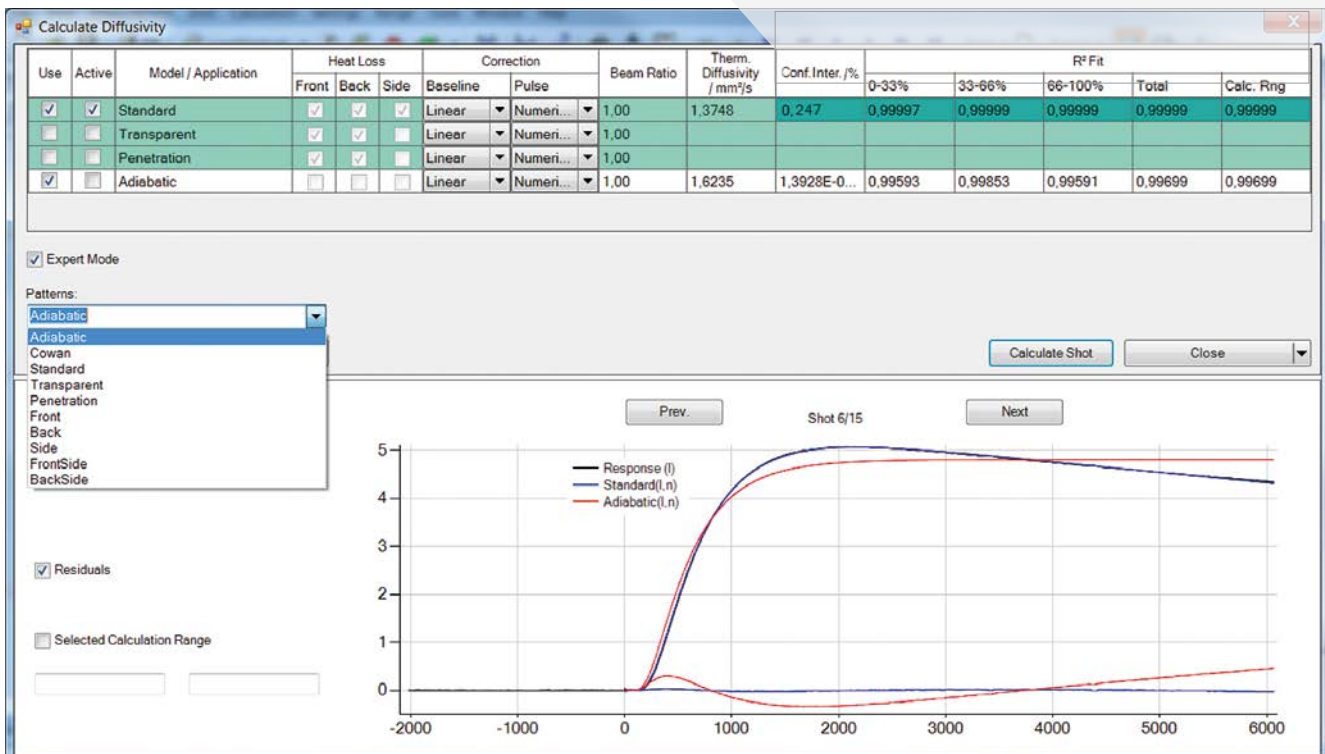 Calculate Diffusivity
X
Use Active Model / Application Heat Loss Correction Beam Ratio Therm. Diffusivity / mm²/s Conf.Inter. /% R² Fit
Front Back Side Baseline Pulse 0-33% 33-66% 66-100% Total Calc. Rng
Standard Linear Numeri... 1,00 1,3748 0,247 0,99997 0,99999 0,99999 0,99999 0,99999
Transparent Linear Numeri... 1,00
Penetration Linear Numeri... 1,00
Adiabatic Linear Numeri... 1,00 1,6235 1,3928E-0... 0,99593 0,99853 0,99591 0,99699 0,99699
Expert Mode
Patterns:
Adiabatic
Adiabatic
Cowan
Standard
Transparent
Penetration
Front
Back
Side
FrontSide
BackSide
Calculate Shot Close
Prev. Shot 6/15 Next
Response (l)
Standard(l,n)
Adiabatic(l,n)
5
4
3
2
1
0
-2000 -1000 0 1000 2000 3000 4000 5000 6000
Residuals
Selected Calculation Range